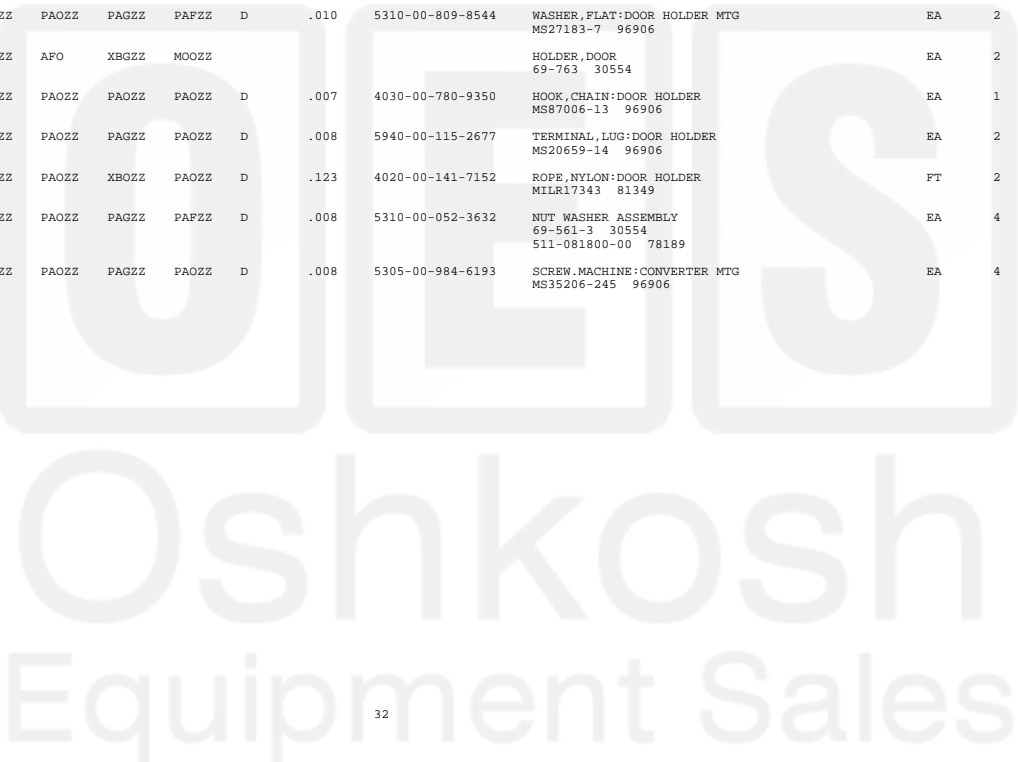 ZZ PAOZZ PAGZZ PAFZZ D .010 5310-00-809-8544 WASHER,FLAT:DOOR HOLDER MTG EA 2
MS27183-7 96906
ZZ AFO XBGZZ MOOZZ HOLDER,DOOR EA 2
69-763 30554
ZZ PAOZZ PAOZZ PAOZZ D .007 4030-00-780-9350 HOOK,CHAIN:DOOR HOLDER EA 1
MS87006-13 96906
ZZ PAOZZ PAGZZ PAOZZ D .008 5940-00-115-2677 TERMINAL,LUG:DOOR HOLDER EA 2
MS20659-14 96906
ZZ PAOZZ XBOZZ PAOZZ D .123 4020-00-141-7152 ROPE,NYLON:DOOR HOLDER FT 2
MILR17343 81349
ZZ PAOZZ PAGZZ PAFZZ D .008 5310-00-052-3632 NUT WASHER ASSEMBLY EA 4
69-561-3 30554
511-081800-00 78189
ZZ PAOZZ PAGZZ PAOZZ D .008 5305-00-984-6193 SCREW.MACHINE:CONVERTER MTG EA 4
MS35206-245 96906
OES
Oshkosh
Equipment Sales
32